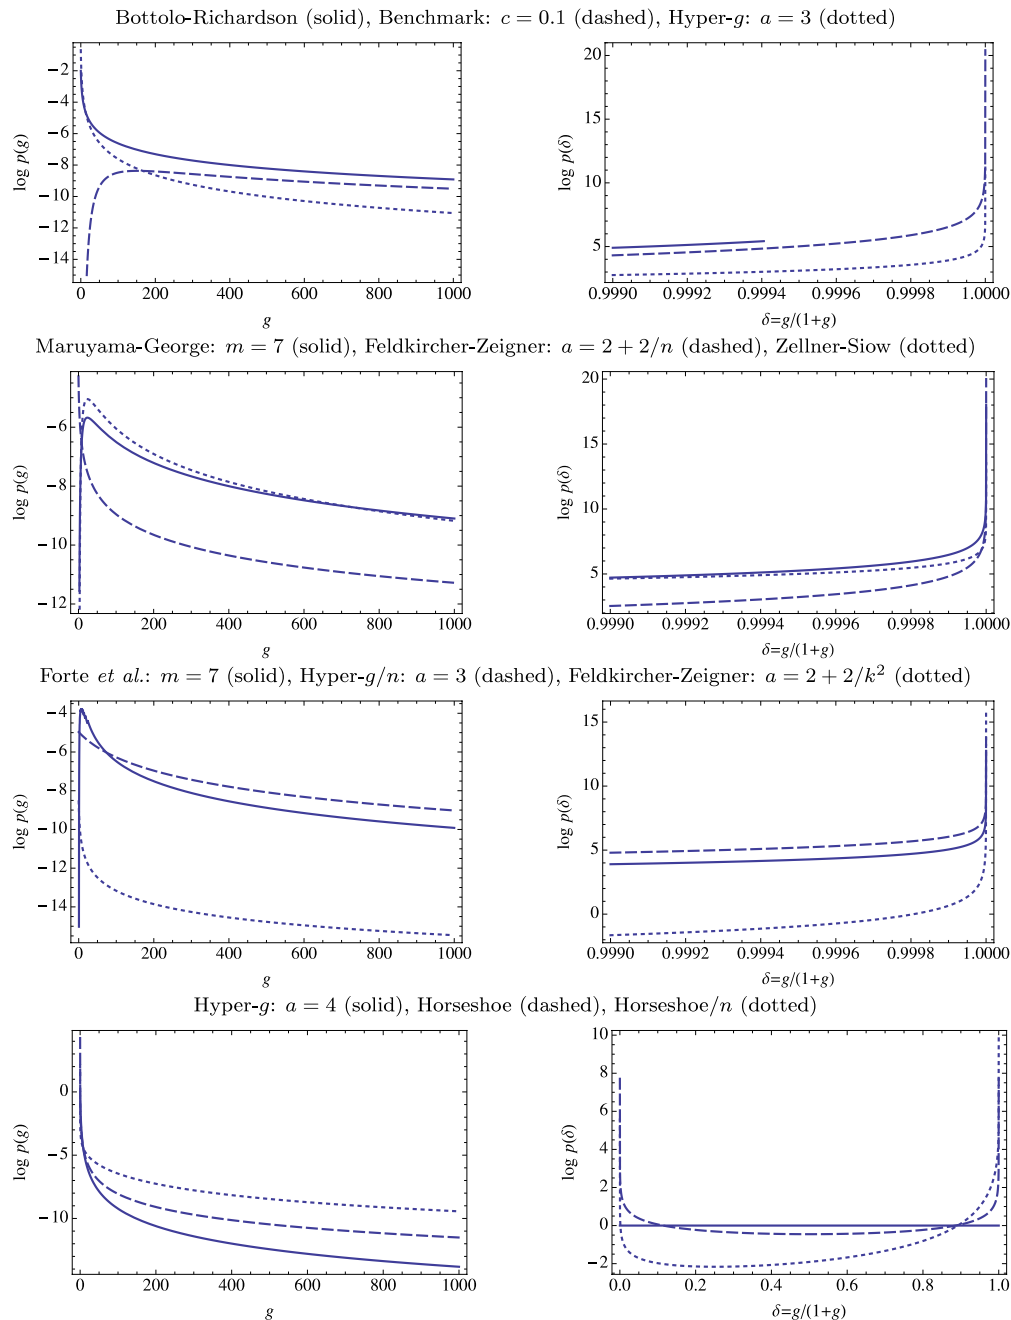 Bottolo-Richardson (solid), Benchmark: c = 0.1 (dashed), Hyper-g: a = 3 (dotted)
log p(g)
−2
−4
−6
−8
−10
−12
−14
0 200 400 600 800 1000
g
log p(δ)
20
15
10
5
0.9990 0.9992 0.9994 0.9996 0.9998 1.0000
δ=g/(1+g)
Maruyama-George: m = 7 (solid), Feldkircher-Zeigner: a = 2 + 2/n (dashed), Zellner-Siow (dotted)
log p(g)
−6
−8
−10
−12
0 200 400 600 800 1000
g
log p(δ)
20
15
10
5
0.9990 0.9992 0.9994 0.9996 0.9998 1.0000
δ=g/(1+g)
Forte et al.: m = 7 (solid), Hyper-g/n: a = 3 (dashed), Feldkircher-Zeigner: a = 2 + 2/k² (dotted)
log p(g)
−4
−6
−8
−10
−12
−14
0 200 400 600 800 1000
g
log p(δ)
15
10
5
0
0.9990 0.9992 0.9994 0.9996 0.9998 1.0000
δ=g/(1+g)
Hyper-g: a = 4 (solid), Horseshoe (dashed), Horseshoe/n (dotted)
log p(g)
0
−5
−10
0 200 400 600 800 1000
g
log p(δ)
10
8
6
4
2
0
−2
0.0 0.2 0.4 0.6 0.8 1.0
δ=g/(1+g)